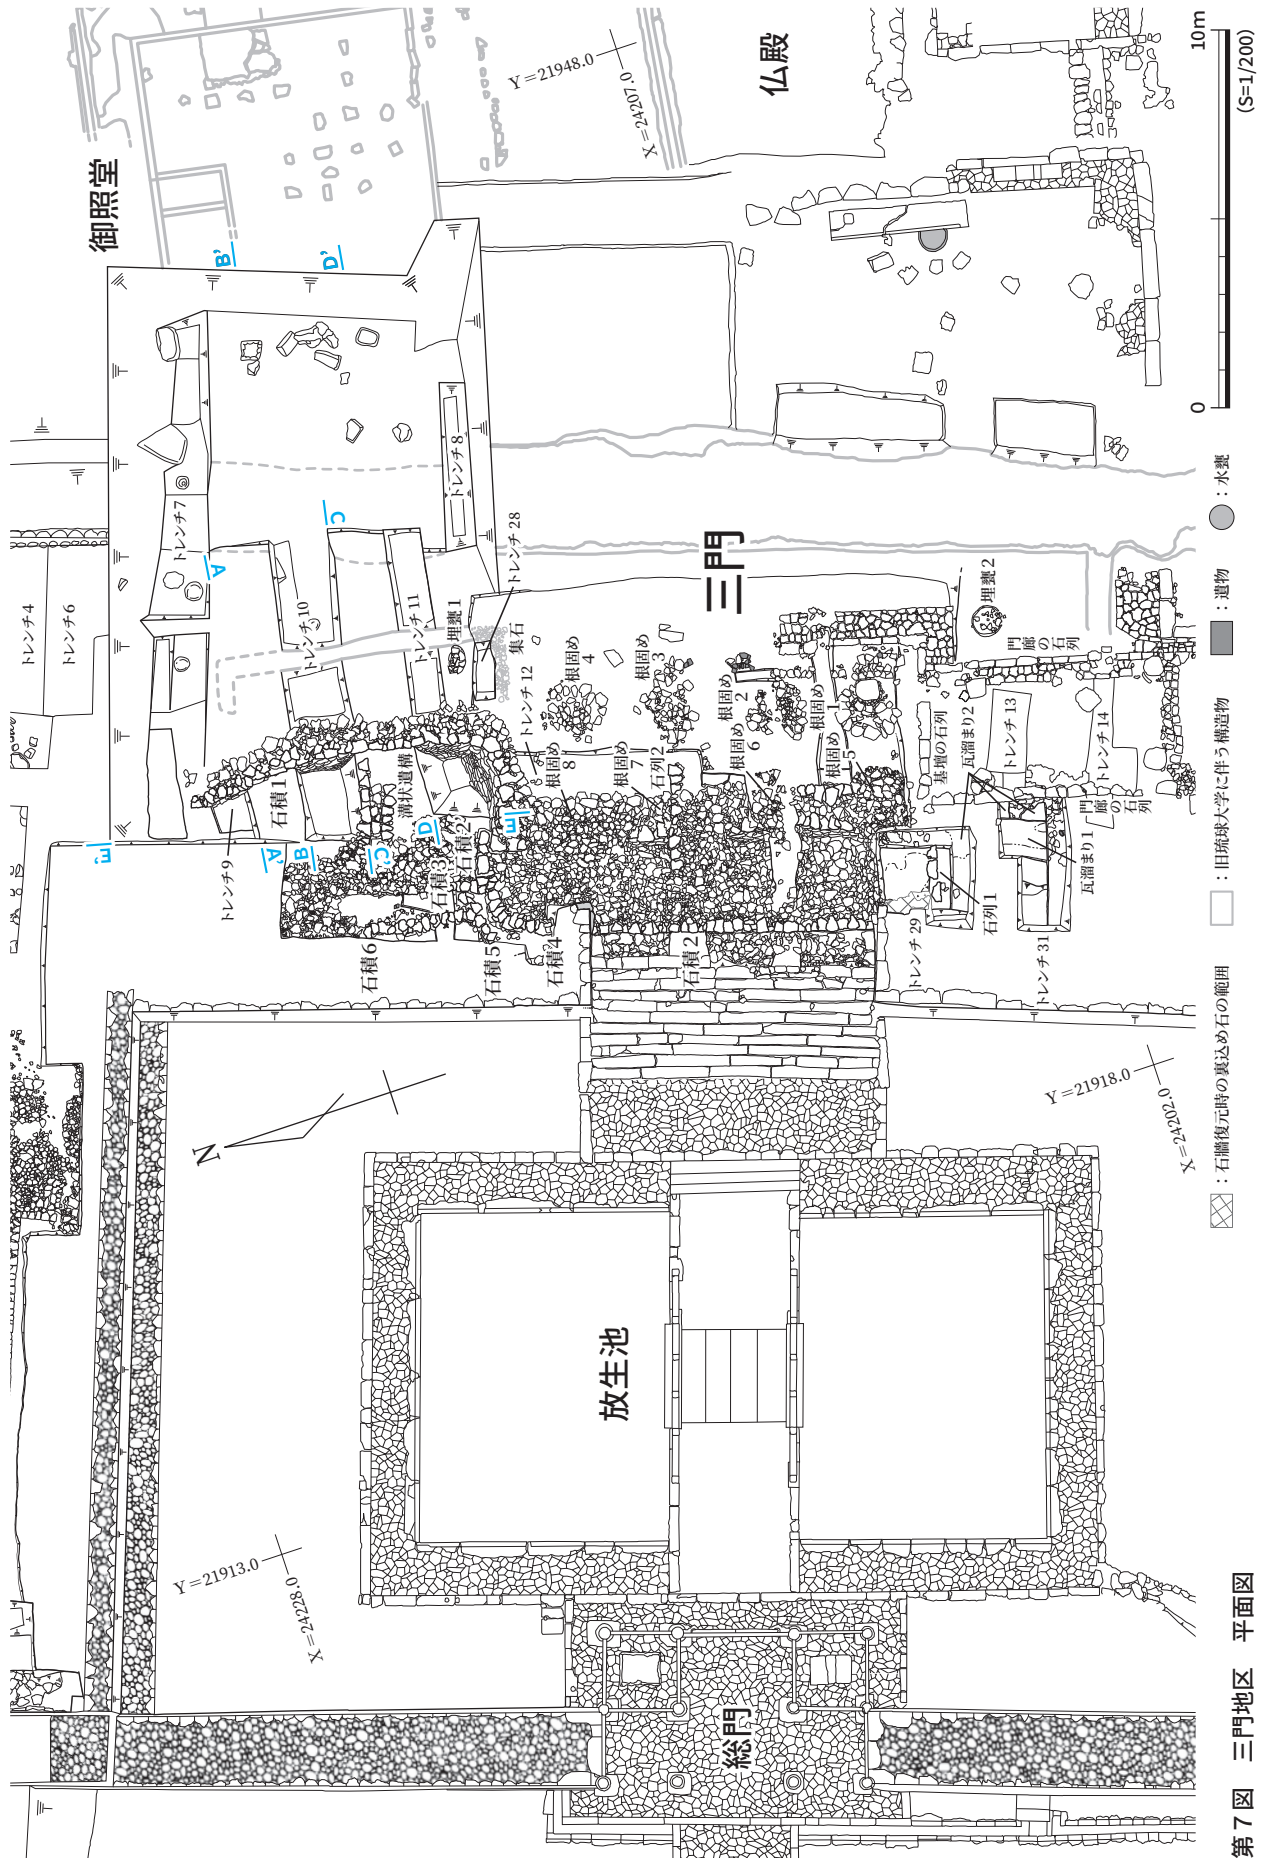 御照堂
仏殿
三門
放生池
総門
Y=21948.0
X=24207.0
Y=21918.0
X=24202.0
Y=21913.0
X=24228.0
N
B’
D’
A
C
E’
A’
B
C’
D
E
トレンチ4
トレンチ6
トレンチ7
トレンチ8
トレンチ28
トレンチ10
トレンチ11
埋甕1
集石
トレンチ12
トレンチ9
石積1
溝状遺構
石積3
石積2
石積6
石積5
石積4
石積2
根固め
4
根固め
3
根固め
2
根固め
1
根固め
8
根固め
7
石列2
根固め
6
根固め
5
埋甕2
門廊の石列
基壇の石列
瓦溜まり2
トレンチ13
トレンチ14
門廊の石列
瓦溜まり1
トレンチ29
石列1
トレンチ31
0
10m
(S=1/200)
：石牆復元時の裏込め石の範囲
：旧琉球大学に伴う構造物
：遺物
：水甕
第7図 三門地区 平面図